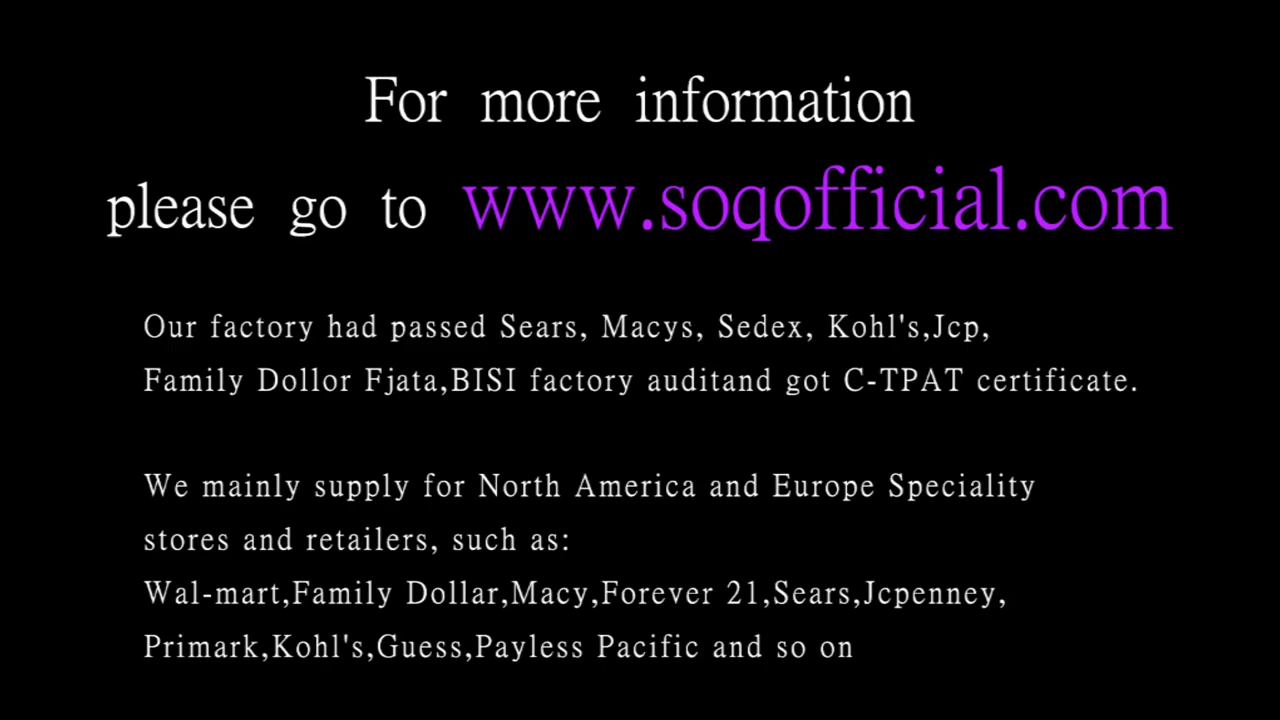 For more information
please go to www.soqofficial.com
Our factory had passed Sears, Macys, Sedex, Kohl's,Jcp,
Family Dollor Fjata,BISI factory auditand got C-TPAT certificate.
We mainly supply for North America and Europe Speciality
stores and retailers, such as:
Wal-mart,Family Dollar,Macy,Forever 21,Sears,Jcpenney,
Primark,Kohl's,Guess,Payless Pacific and so on